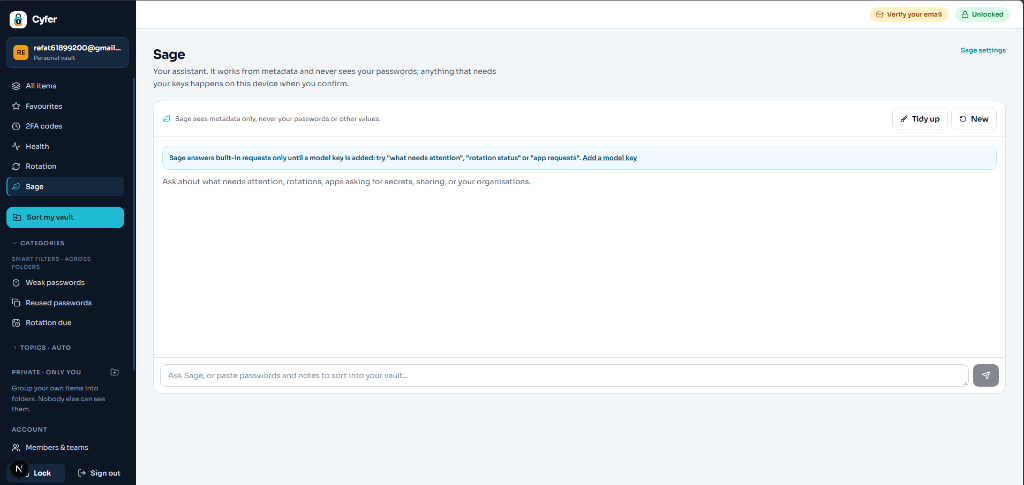 Cyfer
RE
refat61899200@gmail...
Personal vault
All items
Favourites
2FA codes
Health
Rotation
Sage
Sort my vault
CATEGORIES
SMART FILTERS · ACROSS
FOLDERS
Weak passwords
Reused passwords
Rotation due
TOPICS · AUTO
PRIVATE · ONLY YOU
Group your own items into
folders. Nobody else can see
them.
ACCOUNT
Members & teams
N
Lock
Sign out
Verify your email
Unlocked
Sage
Sage settings
Your assistant. It works from metadata and never sees your passwords; anything that needs
your keys happens on this device when you confirm.
Sage sees metadata only, never your passwords or other values.
Tidy up
New
Sage answers built-in requests only until a model key is added: try "what needs attention", "rotation status" or "app requests". Add a model key
Ask about what needs attention, rotations, apps asking for secrets, sharing, or your organisations.
Ask Sage, or paste passwords and notes to sort into your vault...